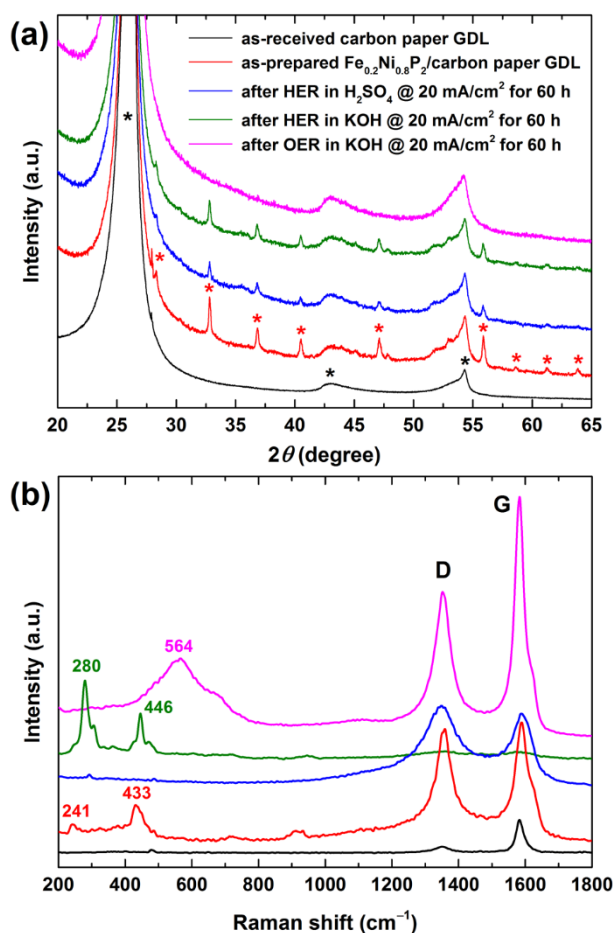 (a)
as-received carbon paper GDL
as-prepared Fe0.2Ni0.8P2/carbon paper GDL
after HER in H2SO4 @ 20 mA/cm2 for 60 h
after HER in KOH @ 20 mA/cm2 for 60 h
after OER in KOH @ 20 mA/cm2 for 60 h
* * * * * * * * * * * *
Intensity (a.u.)
20 25 30 35 40 45 50 55 60 65
2θ (degree)
(b)
G
D
564
280
446
241
433
Intensity (a.u.)
200 400 600 800 1000 1200 1400 1600 1800
Raman shift (cm−1)